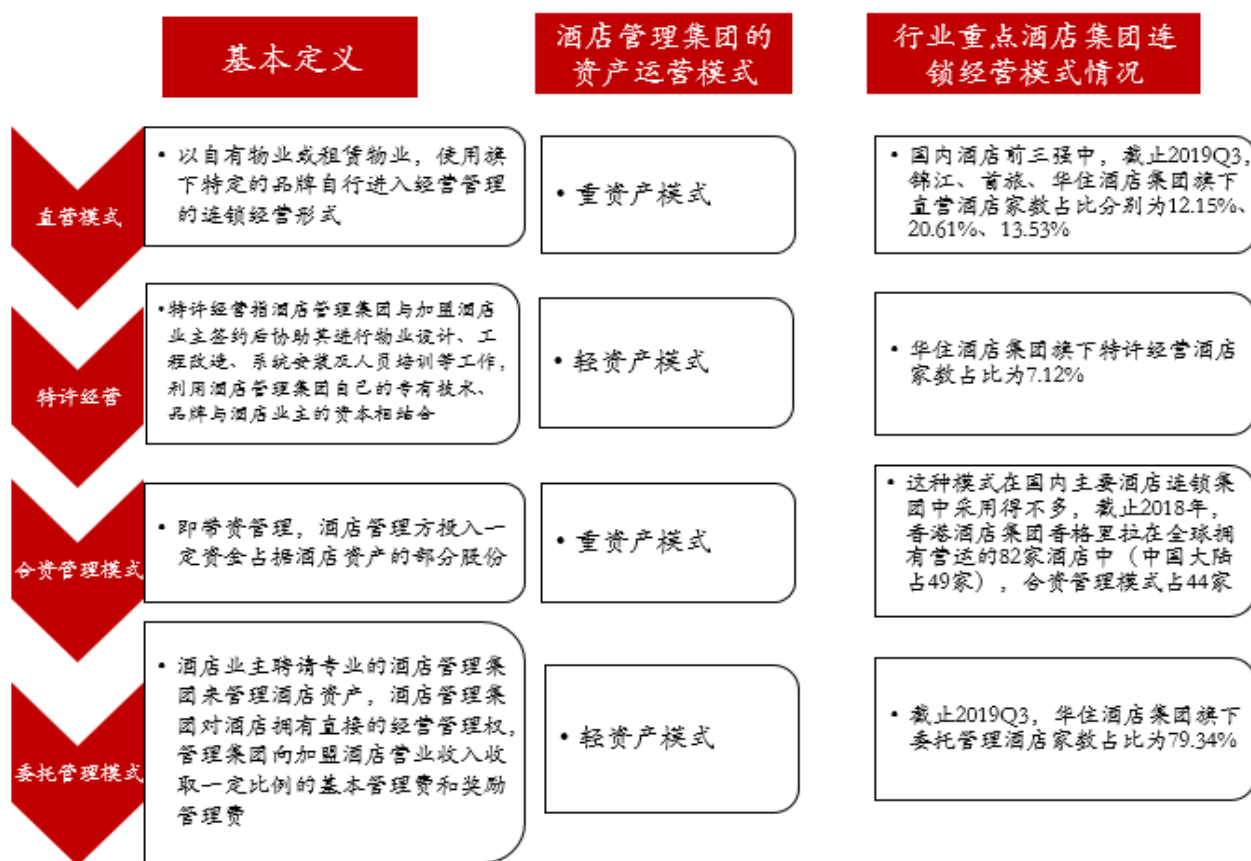 基本定义
酒店管理集团的
资产运营模式
行业重点酒店集团连
锁经营模式情况
直营模式
• 以自有物业或租赁物业，使用旗
下特定的品牌自行进入经营管理
的连锁经营形式
• 重资产模式
• 国内酒店前三强中，截止2019Q3，
锦江、首旅、华住酒店集团旗下
直营酒店家数占比分别为12.15%、
20.61%、13.53%
特许经营
• 特许经营指酒店管理集团与加盟酒店
业主签约后协助其进行物业设计、工
程改造、系统安装及人员培训等工作，
利用酒店管理集团自己的专有技术、
品牌与酒店业主的资本相结合
• 轻资产模式
• 华住酒店集团旗下特许经营酒店
家数占比为7.12%
合资管理模式
• 即带资管理，酒店管理方投入一
定资金占据酒店资产的部分股份
• 重资产模式
• 这种模式在国内主要酒店连锁集
团中采用得不多，截止2018年，
香港酒店集团香格里拉在全球拥
有营运的82家酒店中（中国大陆
占49家），合资管理模式占44家
委托管理模式
• 酒店业主聘请专业的酒店管理集
团来管理酒店资产，酒店管理集
团对酒店拥有直接的经营管理权，
管理集团向加盟酒店营业收入收
取一定比例的基本管理费和奖励
管理费
• 轻资产模式
• 截止2019Q3，华住酒店集团旗下
委托管理酒店家数占比为79.34%